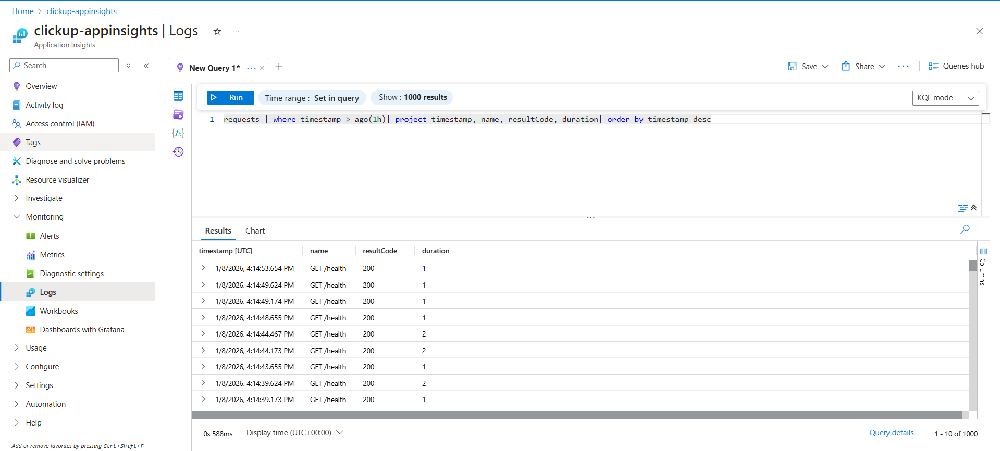 Home > clickup-appinsights
clickup-appinsights | Logs
Application Insights
Search
Overview
Activity log
Access control (IAM)
Tags
Diagnose and solve problems
Resource visualizer
Investigate
Monitoring
Alerts
Metrics
Diagnostic settings
Logs
Workbooks
Dashboards with Grafana
Usage
Configure
Settings
Automation
Help
Add or remove favorites by pressing Ctrl+Shift+F
New Query 1*
Save Share Queries hub
Run Time range : Set in query Show : 1000 results KQL mode
1 requests | where timestamp > ago(1h)| project timestamp, name, resultCode, duration| order by timestamp desc
Results Chart
timestamp [UTC] name resultCode duration
1/8/2026, 4:14:53.654 PM GET /health 200 1
1/8/2026, 4:14:49.624 PM GET /health 200 1
1/8/2026, 4:14:49.174 PM GET /health 200 1
1/8/2026, 4:14:48.655 PM GET /health 200 1
1/8/2026, 4:14:44.467 PM GET /health 200 2
1/8/2026, 4:14:44.173 PM GET /health 200 2
1/8/2026, 4:14:43.655 PM GET /health 200 1
1/8/2026, 4:14:39.624 PM GET /health 200 2
1/8/2026, 4:14:39.173 PM GET /health 200 1
Columns
0s 588ms Display time (UTC+00:00) Query details 1 - 10 of 1000